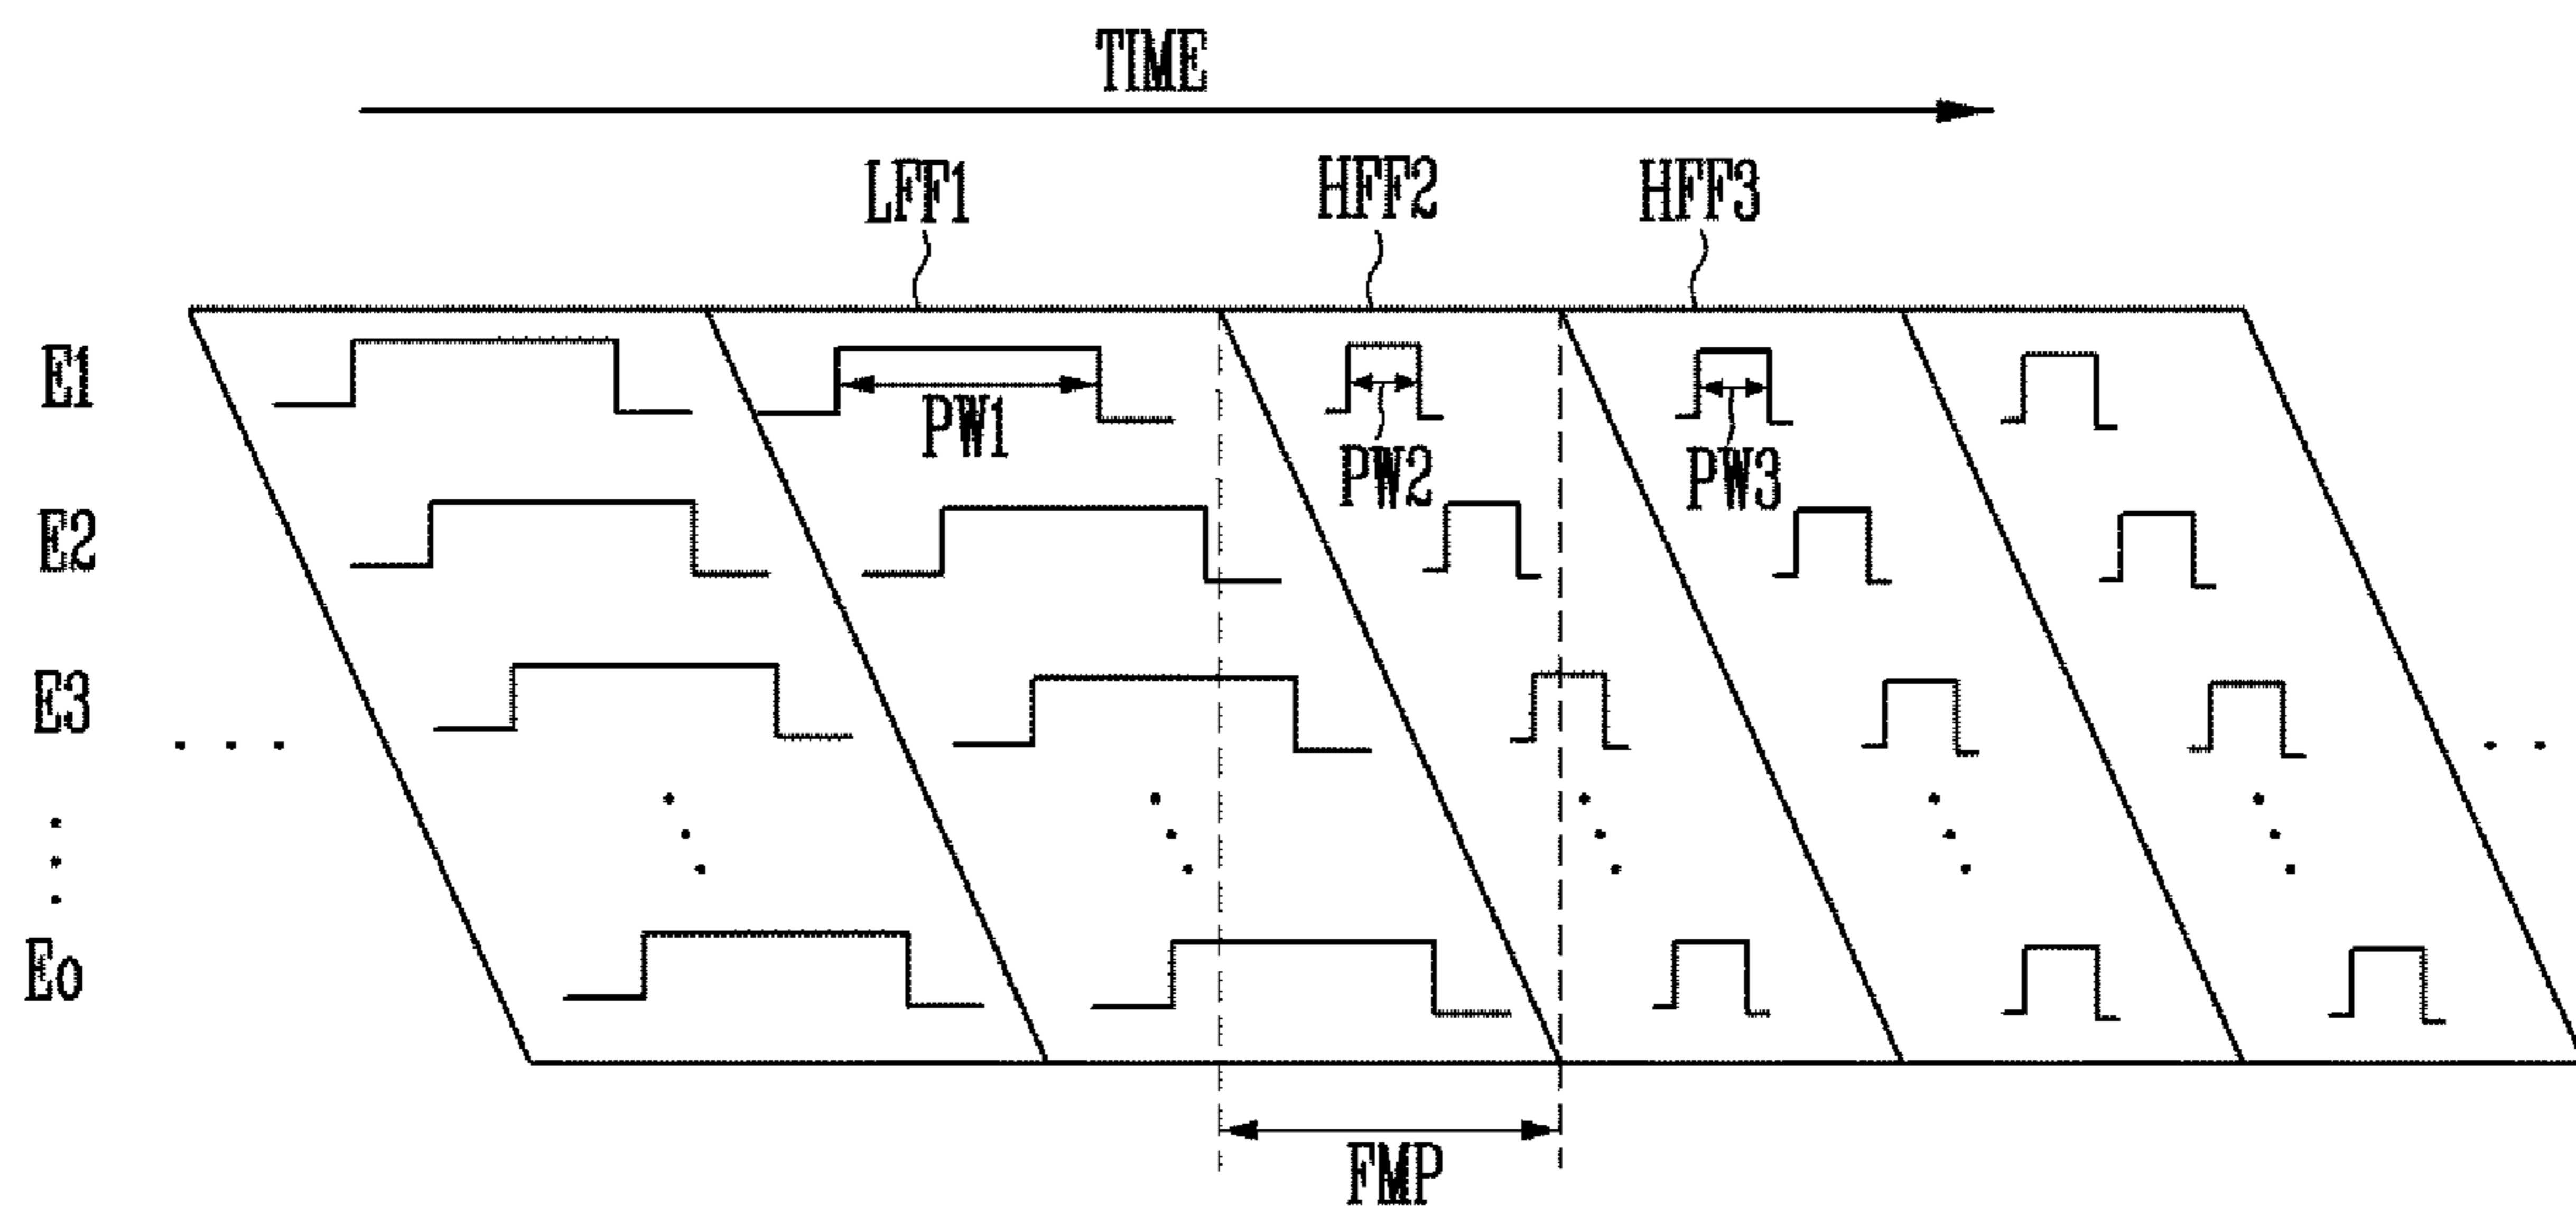 TIME
LFF1 HFF2 HFF3
E1
PW1 PW2 PW3
E2
E3
Eo
FMP